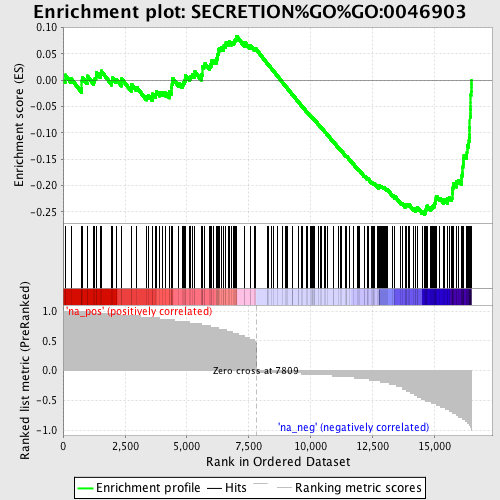 Enrichment plot: SECRETION%GO%GO:0046903
Enrichment score (ES)
0.10
0.05
0.00
-0.05
-0.10
-0.15
-0.20
-0.25
Ranked list metric (PreRanked)
1.0
0.5
0.0
-0.5
-1.0
'na_pos' (positively correlated)
Zero cross at 7809
'na_neg' (negatively correlated)
0
2,500
5,000
7,500
10,000
12,500
15,000
Rank in Ordered Dataset
Enrichment profile
Hits
Ranking metric scores